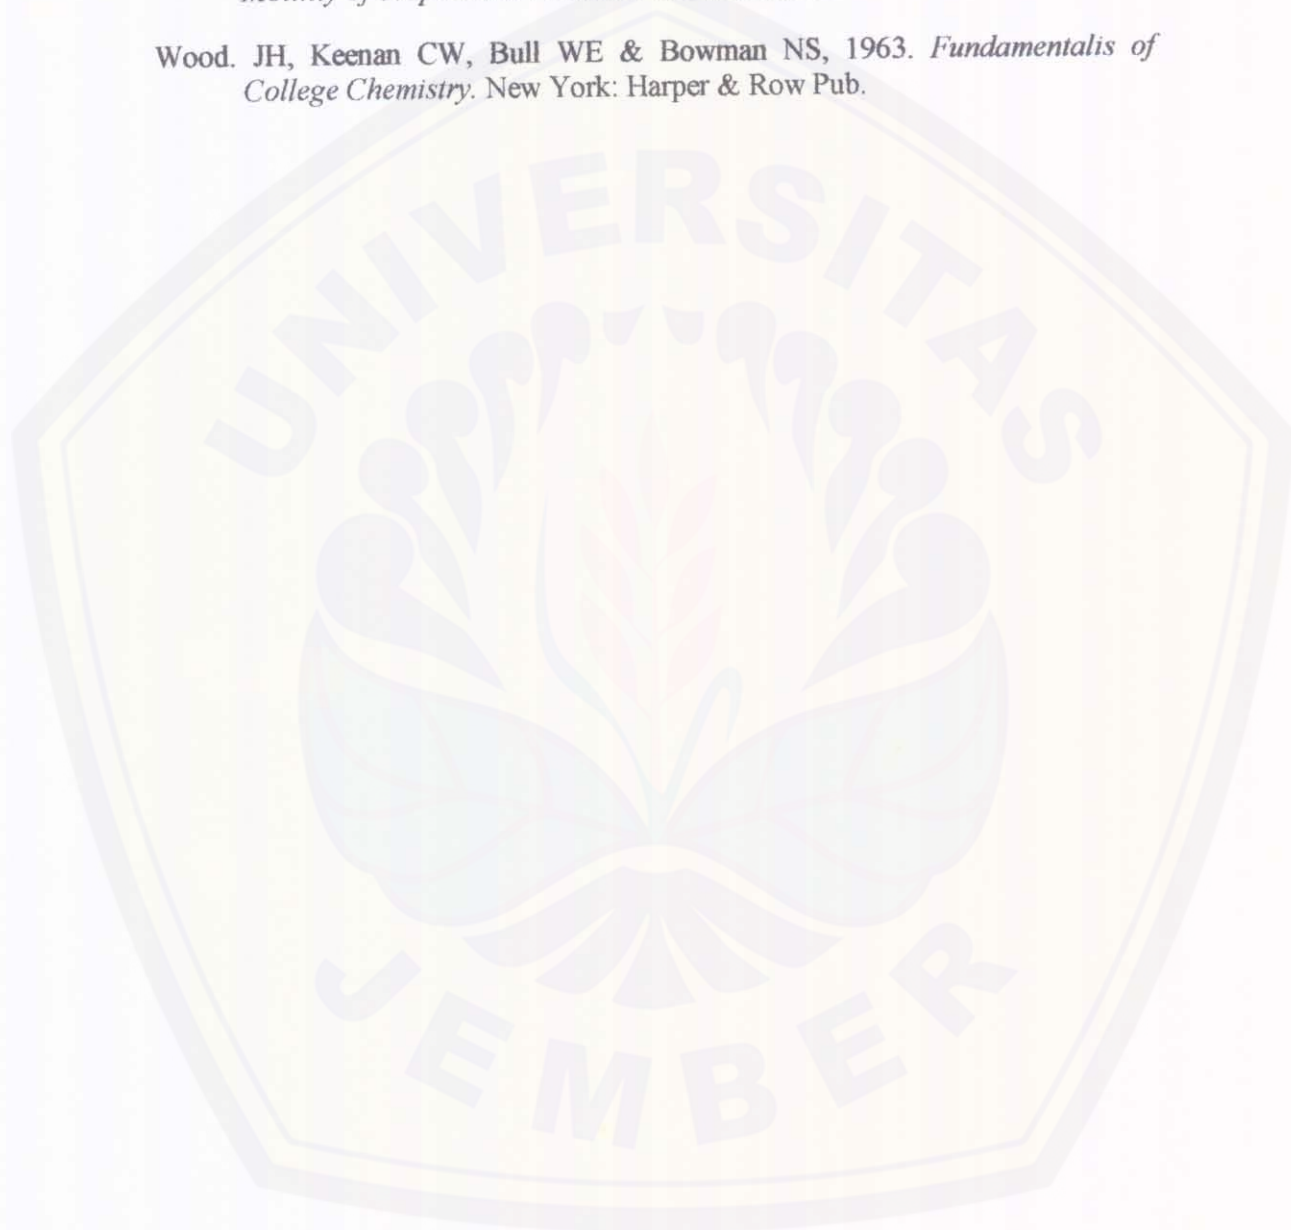 Wood. JH, Keenan CW, Bull WE & Bowman NS, 1963. Fundamentalis of
College Chemistry. New York: Harper & Row Pub.
UNIVERSITAS
JEMBER